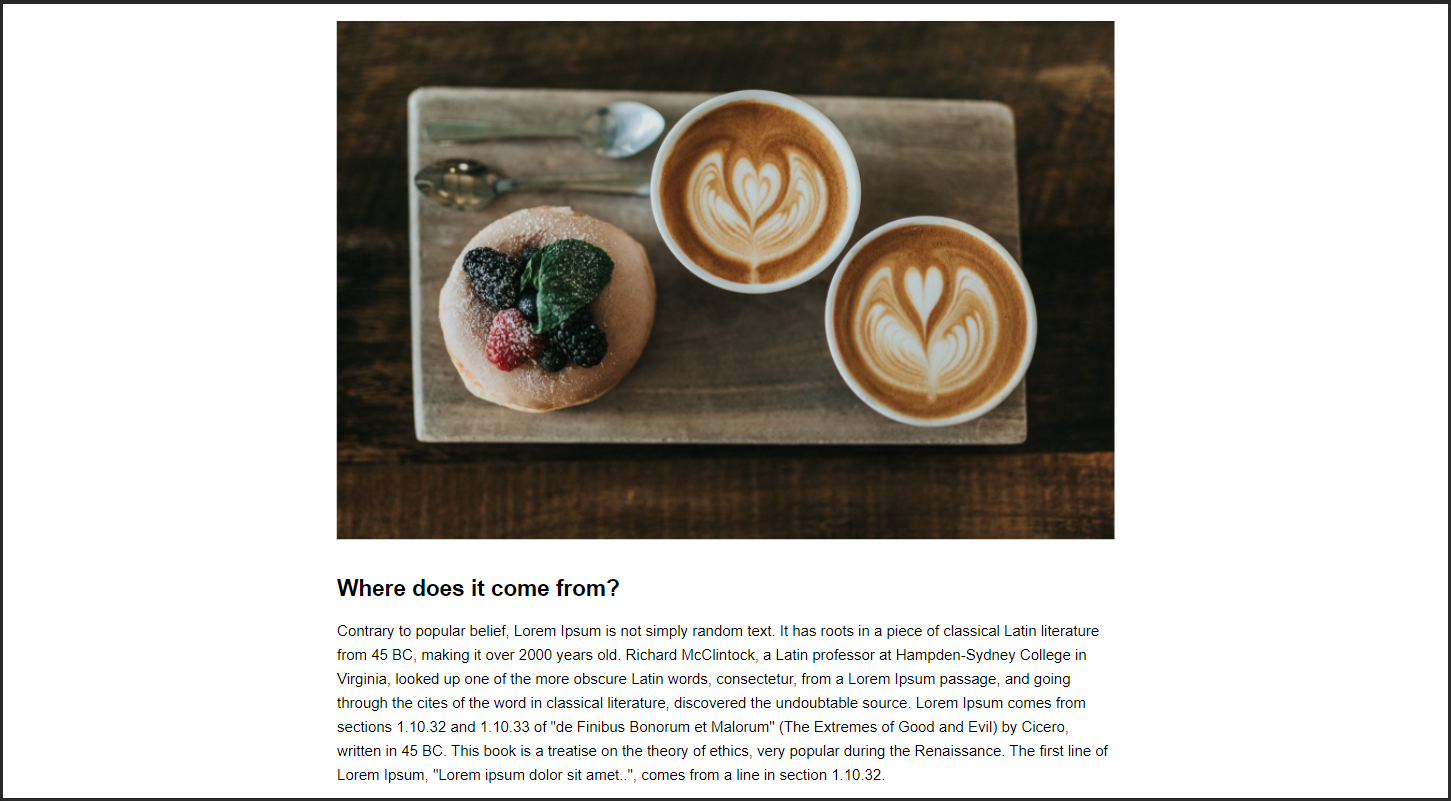 Where does it come from?
Contrary to popular belief, Lorem Ipsum is not simply random text. It has roots in a piece of classical Latin literature
from 45 BC, making it over 2000 years old. Richard McClintock, a Latin professor at Hampden-Sydney College in
Virginia, looked up one of the more obscure Latin words, consectetur, from a Lorem Ipsum passage, and going
through the cites of the word in classical literature, discovered the undoubtable source. Lorem Ipsum comes from
sections 1.10.32 and 1.10.33 of "de Finibus Bonorum et Malorum" (The Extremes of Good and Evil) by Cicero,
written in 45 BC. This book is a treatise on the theory of ethics, very popular during the Renaissance. The first line of
Lorem Ipsum, "Lorem ipsum dolor sit amet..", comes from a line in section 1.10.32.